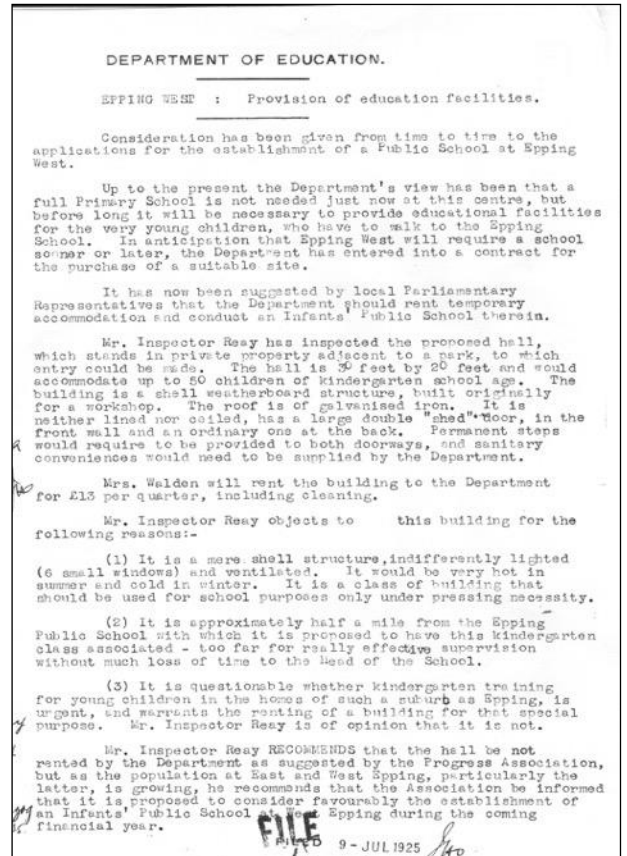 DEPARTMENT OF EDUCATION.
EPPING WEST : Provision of education facilities.
Consideration has been given from time to time to the
applications for the establishment of a Public School at Epping
West.
Up to the present the Department's view has been that a
full Primary School is not needed just now at this centre, but
before long it will be necessary to provide educational facilities
for the very young children, who have to walk to the Epping
School. In anticipation that Epping West will require a school
sooner or later, the Department has entered into a contract for
the purchase of a suitable site.
It has now been suggested by local Parliamentary
Representatives that the Department should rent temporary
accommodation and conduct an Infants' Public School therein.
Mr. Inspector Reay has inspected the proposed hall,
which stands in private property adjacent to a park, to which
entry could be made. The hall is 30 feet by 20 feet and would
accommodate up to 50 children of kindergarten school age. The
building is a shell weatherboard structure, built originally
for a workshop. The roof is of galvanised iron. It is
neither lined nor ceiled, has a large double "shed" door, in the
front wall and an ordinary one at the back. Permanent steps
would require to be provided to both doorways, and sanitary
conveniences would need to be supplied by the Department.
Mrs. Walden will rent the building to the Department
for £13 per quarter, including cleaning.
Mr. Inspector Reay objects to this building for the
following reasons:-
(1) It is a mere shell structure, indifferently lighted
(6 small windows) and ventilated. It would be very hot in
summer and cold in winter. It is a class of building that
should be used for school purposes only under pressing necessity.
(2) It is approximately half a mile from the Epping
Public School with which it is proposed to have this kindergarten
class associated - too far for really effective supervision
without much loss of time to the Head of the School.
(3) It is questionable whether kindergarten training
for young children in the homes of such a suburb as Epping, is
urgent, and warrants the renting of a building for that special
purpose. Mr. Inspector Reay is of opinion that it is not.
Mr. Inspector Reay RECOMMENDS that the hall be not
rented by the Department as suggested by the Progress Association,
but as the population at East and West Epping, particularly the
latter, is growing, he recommends that the Association be informed
that it is proposed to consider favourably the establishment of
an Infants' Public School at West Epping during the coming
financial year.
FILE
FILED 9 - JUL 1925